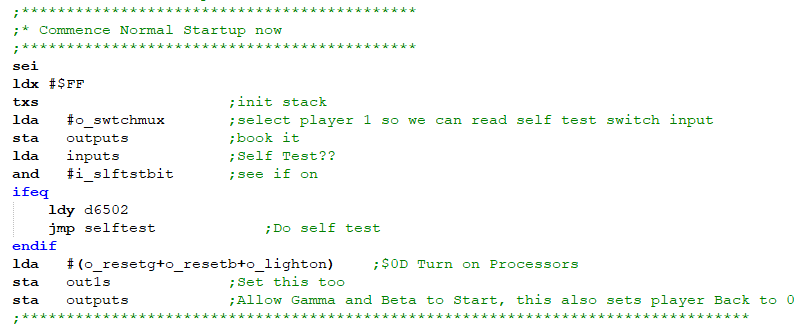 ;********************************************
;* Commence Normal Startup now
;********************************************
sei
ldx #$FF
txs ;init stack
lda #o_swtchmux ;select player 1 so we can read self test switch input
sta outputs ;book it
lda inputs ;Self Test??
and #i_slftstbit ;see if on
ifeq
ldy d6502
jmp selftest ;Do self test
endif
lda #(o_resetg+o_resetb+o_lighton) ;$0D Turn on Processors
sta out1s ;Set this too
sta outputs ;Allow Gamma and Beta to Start, this also sets player Back to 0
;*********************************************************************************